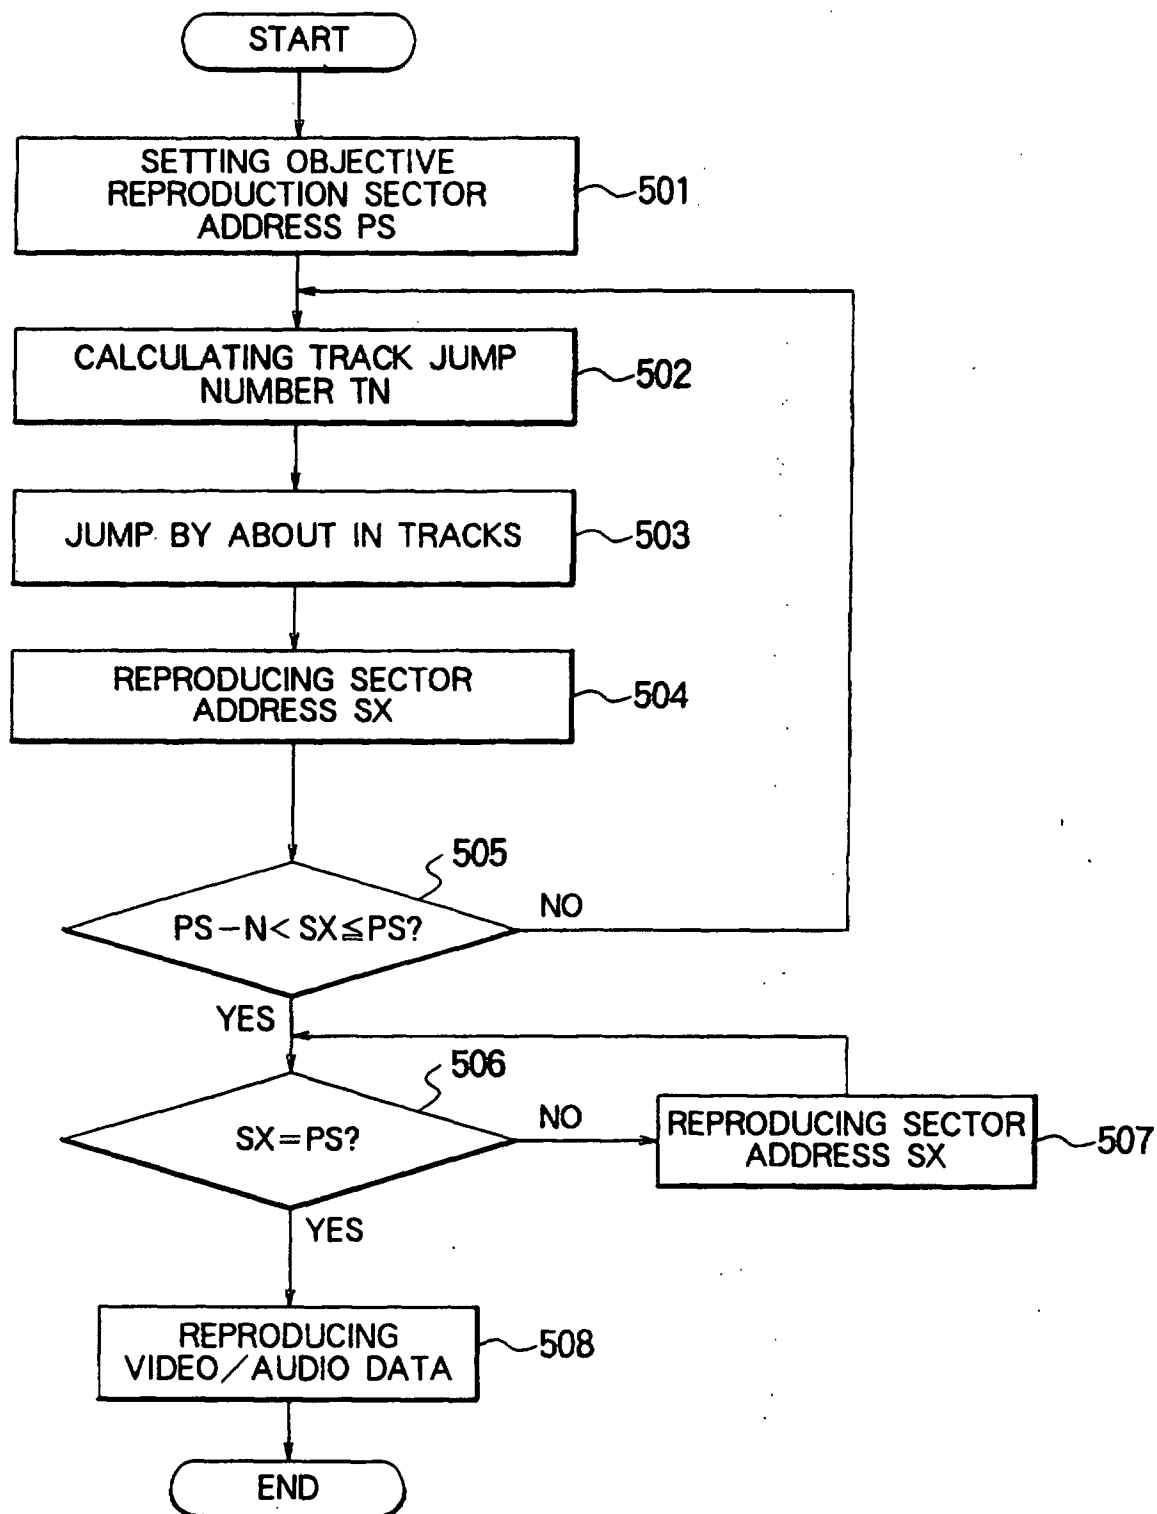 START
SETTING OBJECTIVE
REPRODUCTION SECTOR
ADDRESS PS
501
CALCULATING TRACK JUMP
NUMBER TN
502
JUMP BY ABOUT IN TRACKS
503
REPRODUCING SECTOR
ADDRESS SX
504
505
PS-N<SX≦PS?
NO
YES
506
SX=PS?
NO
REPRODUCING SECTOR
ADDRESS SX
507
YES
REPRODUCING
VIDEO/AUDIO DATA
508
END